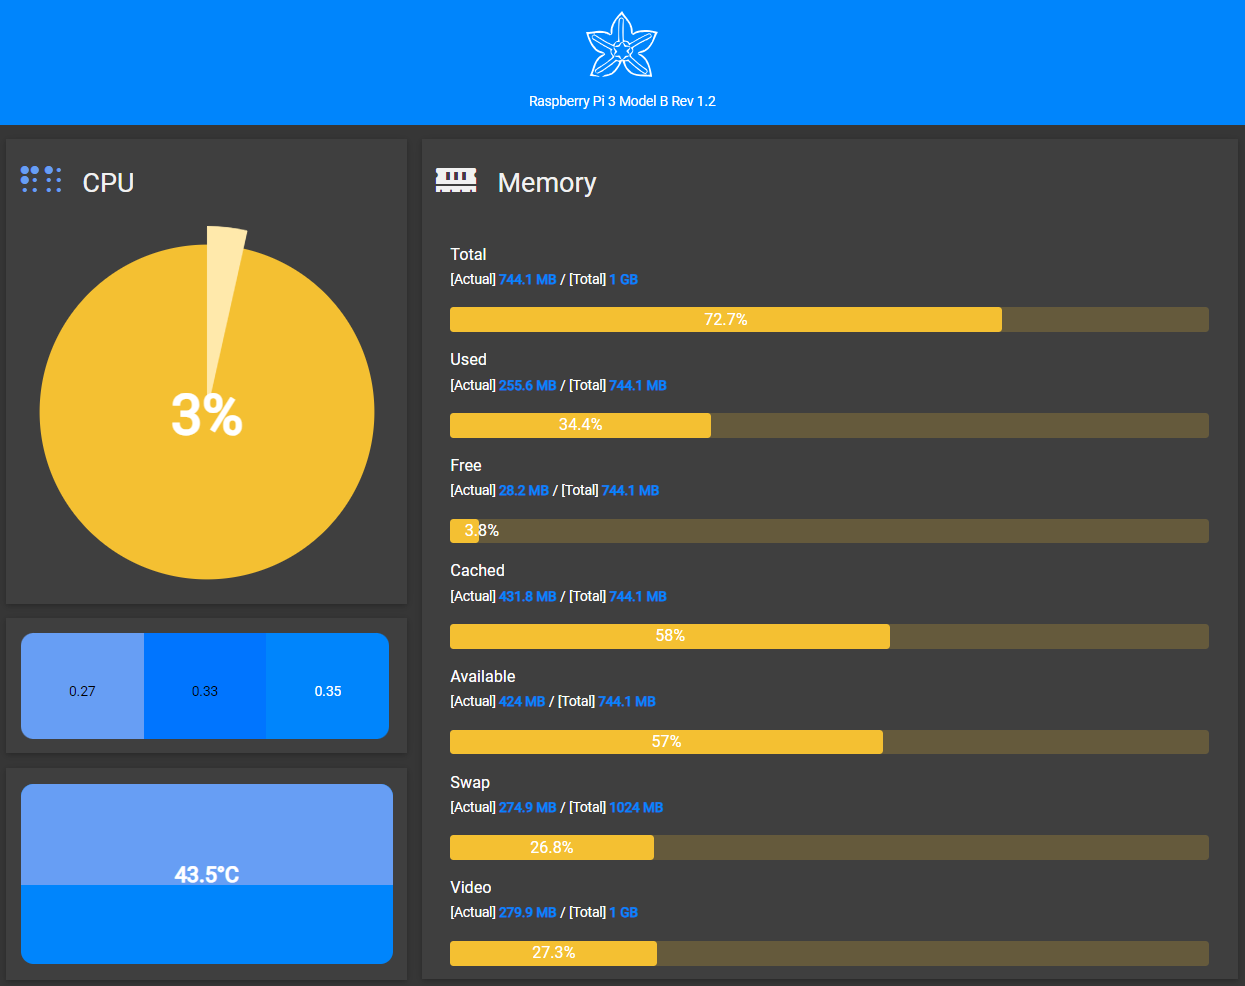 Raspberry Pi 3 Model B Rev 1.2
CPU
3%
0.27 0.33 0.35
43.5°C
Memory
Total
[Actual] 744.1 MB / [Total] 1 GB
72.7%
Used
[Actual] 255.6 MB / [Total] 744.1 MB
34.4%
Free
[Actual] 28.2 MB / [Total] 744.1 MB
3.8%
Cached
[Actual] 431.8 MB / [Total] 744.1 MB
58%
Available
[Actual] 424 MB / [Total] 744.1 MB
57%
Swap
[Actual] 274.9 MB / [Total] 1024 MB
26.8%
Video
[Actual] 279.9 MB / [Total] 1 GB
27.3%